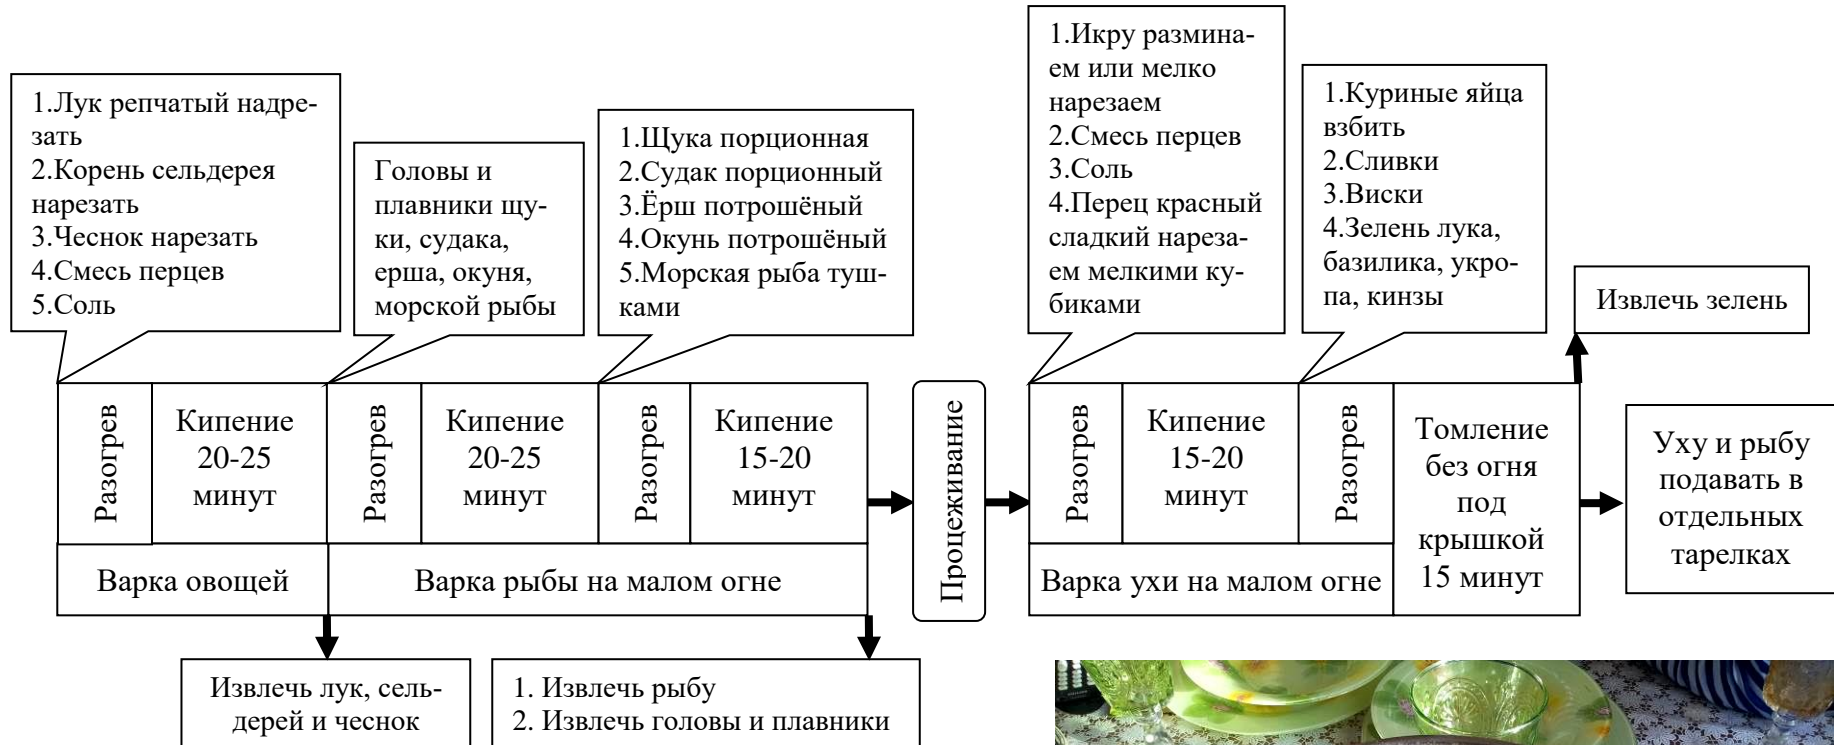 1.Лук репчатый надре-
зать
2.Корень сельдерея
нарезать
3.Чеснок нарезать
4.Смесь перцев
5.Соль
Головы и
плавники щу-
ки, судака,
ерша, окуня,
морской рыбы
1.Щука порционная
2.Судак порционный
3.Ёрш потрошёный
4.Окунь потрошёный
5.Морская рыба туш-
ками
1.Икру размина-
ем или мелко
нарезаем
2.Смесь перцев
3.Соль
4.Перец красный
сладкий нареза-
ем мелкими ку-
биками
1.Куриные яйца
взбить
2.Сливки
3.Виски
4.Зелень лука,
базилика, укро-
па, кинзы
Извлечь зелень
Разогрев
Кипение
20-25
минут
Разогрев
Кипение
20-25
минут
Разогрев
Кипение
15-20
минут
Процеживание
Разогрев
Кипение
15-20
минут
Разогрев
Томление
без огня
под
крышкой
15 минут
Уху и рыбу
подавать в
отдельных
тарелках
Варка овощей
Варка рыбы на малом огне
Варка ухи на малом огне
Извлечь лук, сель-
дерей и чеснок
1. Извлечь рыбу
2. Извлечь головы и плавники